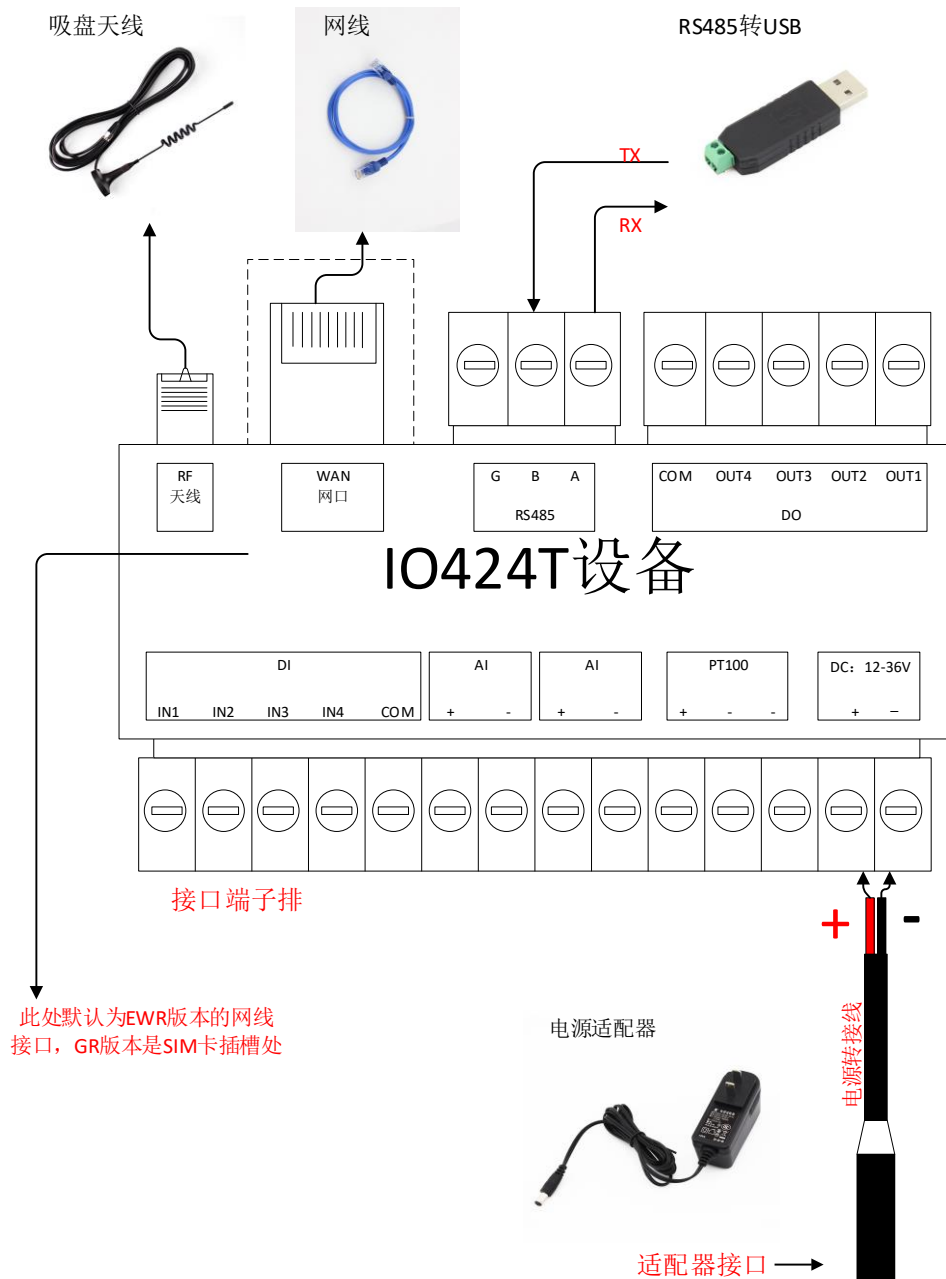 吸盘天线
网线
RS485转USB
TX
RX
RF
天线
WAN
网口
G B A
RS485
COM OUT4 OUT3 OUT2 OUT1
DO
IO424T设备
DI
IN1 IN2 IN3 IN4 COM
AI
+ -
AI
+ -
PT100
+ - -
DC：12-36V
+ －
接口端子排
+ -
电源转接线
此处默认为EWR版本的网线
接口，GR版本是SIM卡插槽处
电源适配器
适配器接口